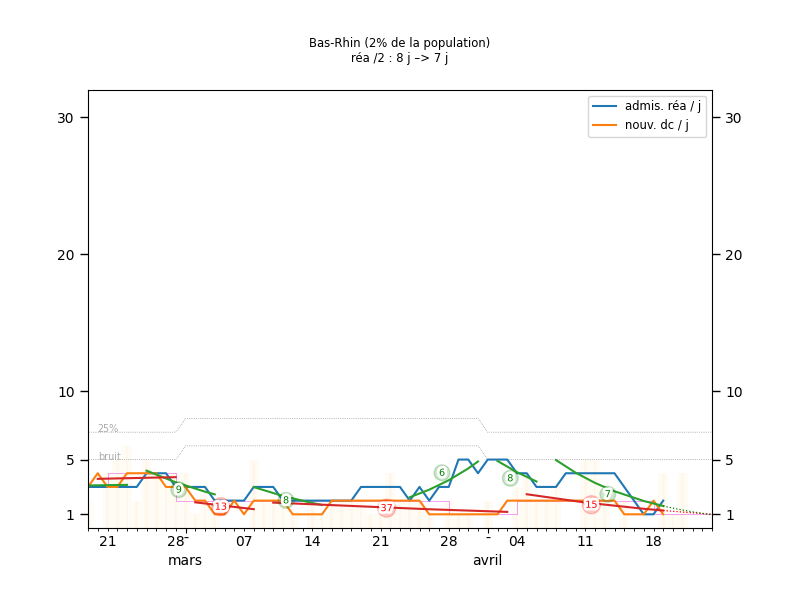 Bas-Rhin (2% de la population)
réa /2 : 8 j –> 7 j
admis. réa / j
nouv. dc / j
30 30
20 20
10 10
25%
bruit
5 5
1 1
9 13 8 37 6 8 15 7
21 28 07 14 21 28 04 11 18
mars avril